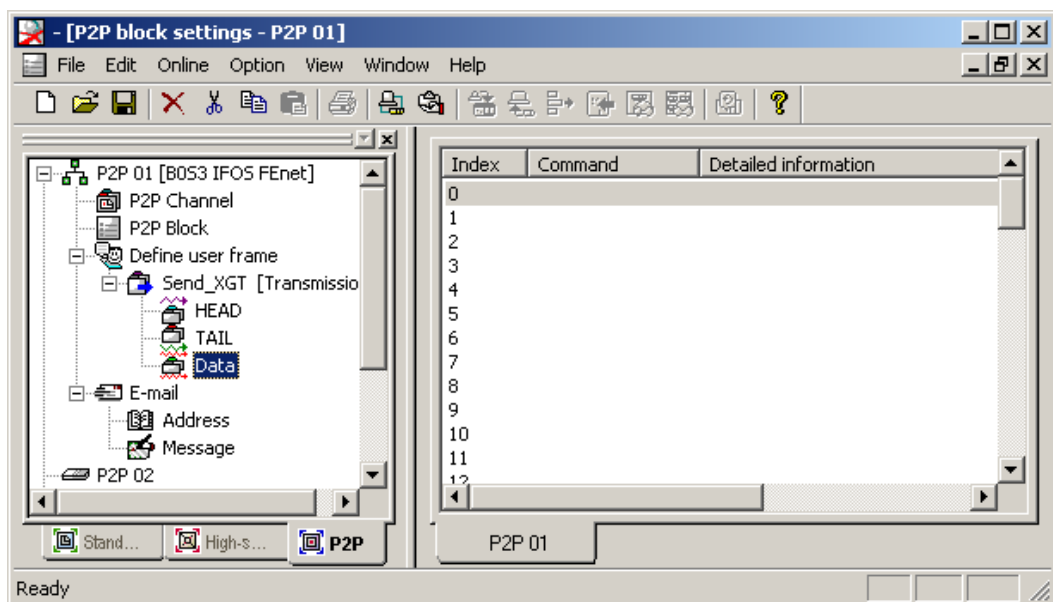 - [P2P block settings - P2P 01]
File Edit Online Option View Window Help
P2P 01 [B0S3 IFOS FEnet]
P2P Channel
P2P Block
Define user frame
Send_XGT [Transmissio
HEAD
TAIL
Data
E-mail
Address
Message
P2P 02
Stand... High-s... P2P
Index Command Detailed information
0
1
2
3
4
5
6
7
8
9
10
11
12
P2P 01
Ready